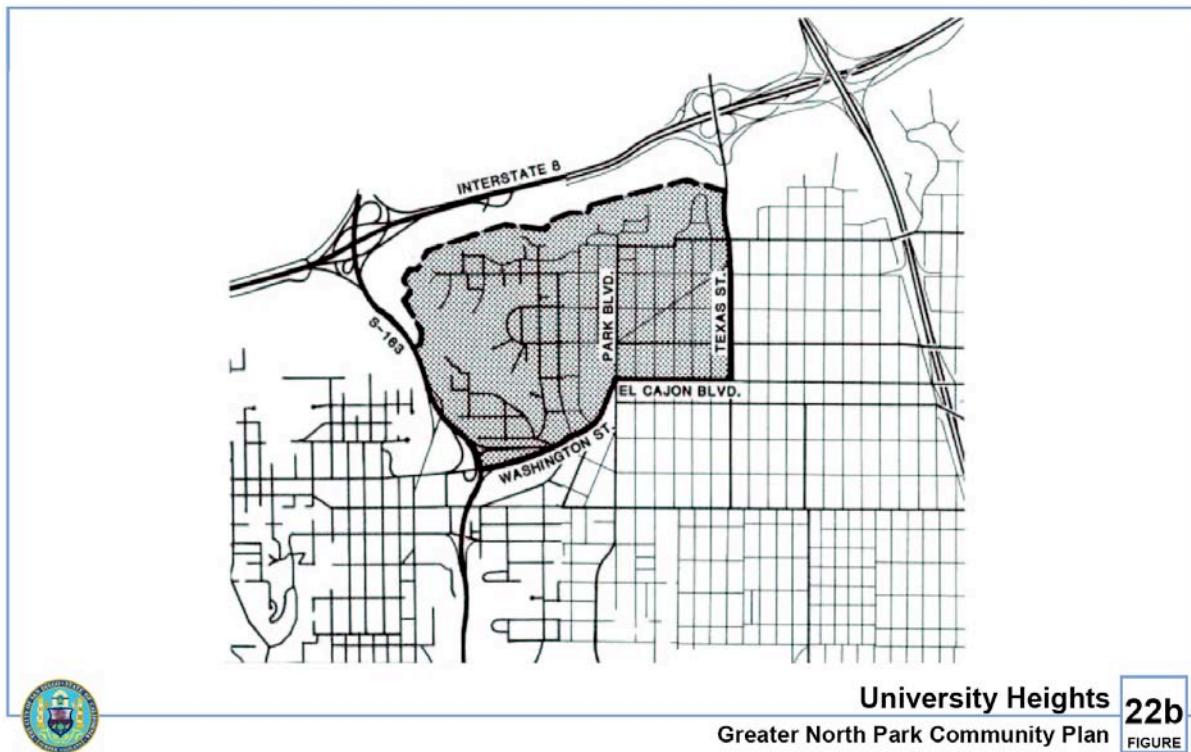 INTERSTATE 8
S-163
PARK BLVD.
TEXAS ST.
EL CAJON BLVD.
WASHINGTON ST.
University Heights
Greater North Park Community Plan
22b
FIGURE